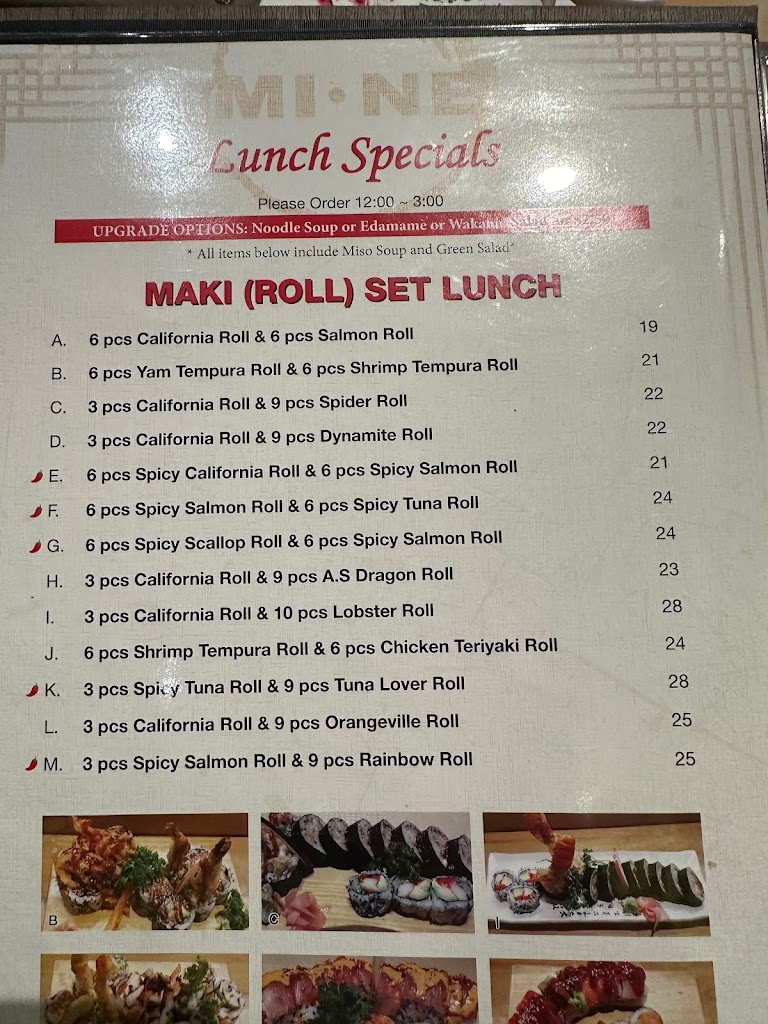 MI·NE
Lunch Specials
Please Order 12:00 ~ 3:00
UPGRADE OPTIONS: Noodle Soup or Edamame or
* All items below include Miso Soup and Green Salad*
MAKI (ROLL) SET LUNCH
A. 6 pcs California Roll & 6 pcs Salmon Roll 19
B. 6 pcs Yam Tempura Roll & 6 pcs Shrimp Tempura Roll 21
C. 3 pcs California Roll & 9 pcs Spider Roll 22
D. 3 pcs California Roll & 9 pcs Dynamite Roll 22
E. 6 pcs Spicy California Roll & 6 pcs Spicy Salmon Roll 21
F. 6 pcs Spicy Salmon Roll & 6 pcs Spicy Tuna Roll 24
G. 6 pcs Spicy Scallop Roll & 6 pcs Spicy Salmon Roll 24
H. 3 pcs California Roll & 9 pcs A.S Dragon Roll 23
I. 3 pcs California Roll & 10 pcs Lobster Roll 28
J. 6 pcs Shrimp Tempura Roll & 6 pcs Chicken Teriyaki Roll 24
K. 3 pcs Spicy Tuna Roll & 9 pcs Tuna Lover Roll 28
L. 3 pcs California Roll & 9 pcs Orangeville Roll 25
M. 3 pcs Spicy Salmon Roll & 9 pcs Rainbow Roll 25
B C I